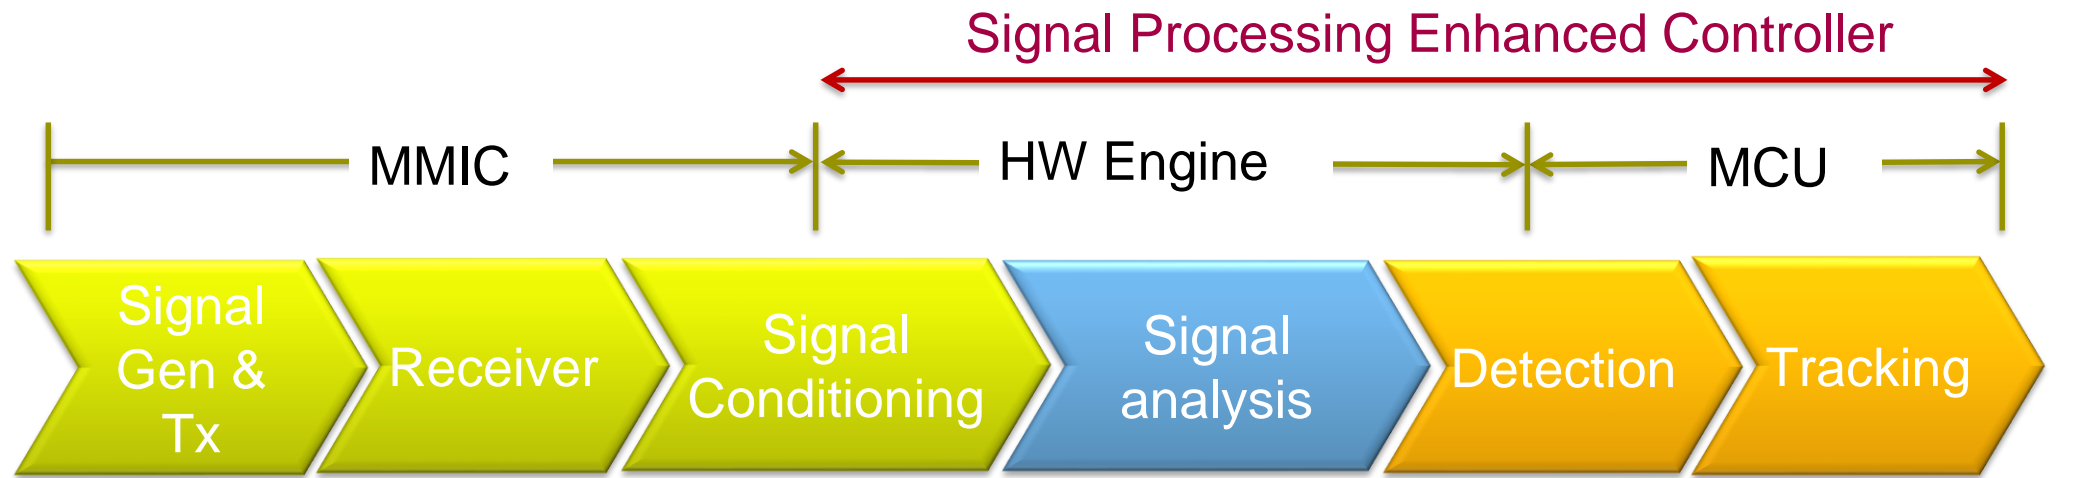 Signal Processing Enhanced Controller
MMIC
HW Engine
MCU
Signal
Gen &
Tx
Receiver
Signal
Conditioning
Signal
analysis
Detection
Tracking